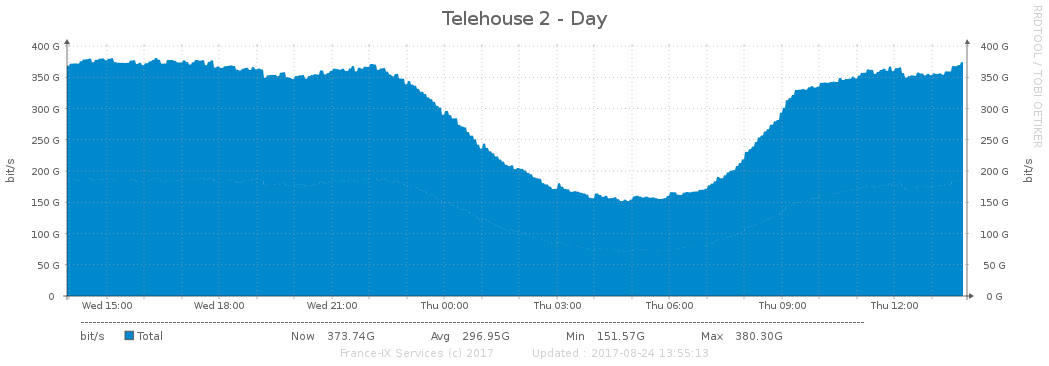 Telehouse 2 - Day
RRDTOOL / TOBI OETIKER
400 G 400 G
350 G 350 G
300 G 300 G
250 G 250 G
200 G 200 G
150 G 150 G
100 G 100 G
50 G 50 G
0 0 G
bit/s bit/s
Wed 15:00 Wed 18:00 Wed 21:00 Thu 00:00 Thu 03:00 Thu 06:00 Thu 09:00 Thu 12:00
bit/s Total Now 373.74G Avg 296.95G Min 151.57G Max 380.30G
France-IX Services (c) 2017 Updated : 2017-08-24 13:55:13